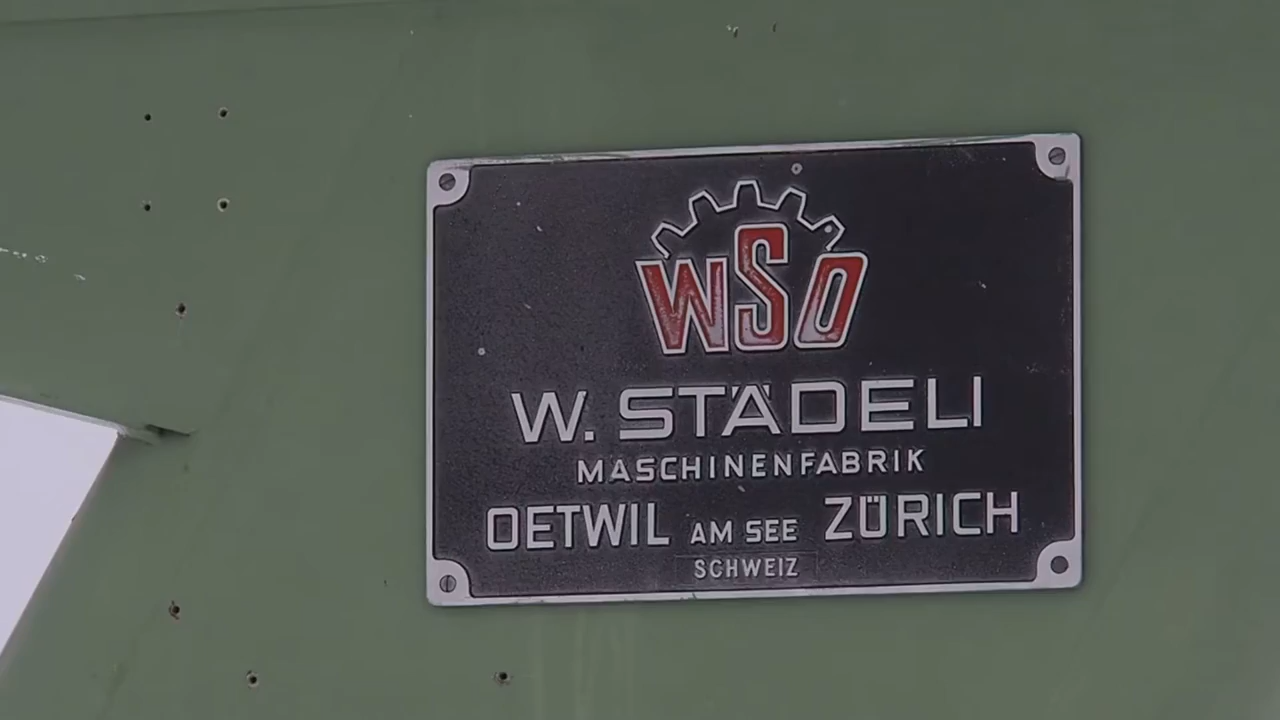 WSO
W. STÄDELI
MASCHINENFABRIK
OETWIL AM SEE ZÜRICH
SCHWEIZ